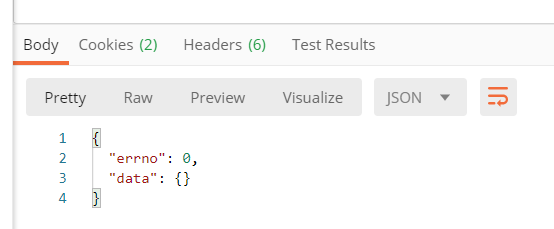 Body Cookies (2) Headers (6) Test Results
Pretty Raw Preview Visualize JSON
1 {
2 "errno": 0,
3 "data": {}
4 }